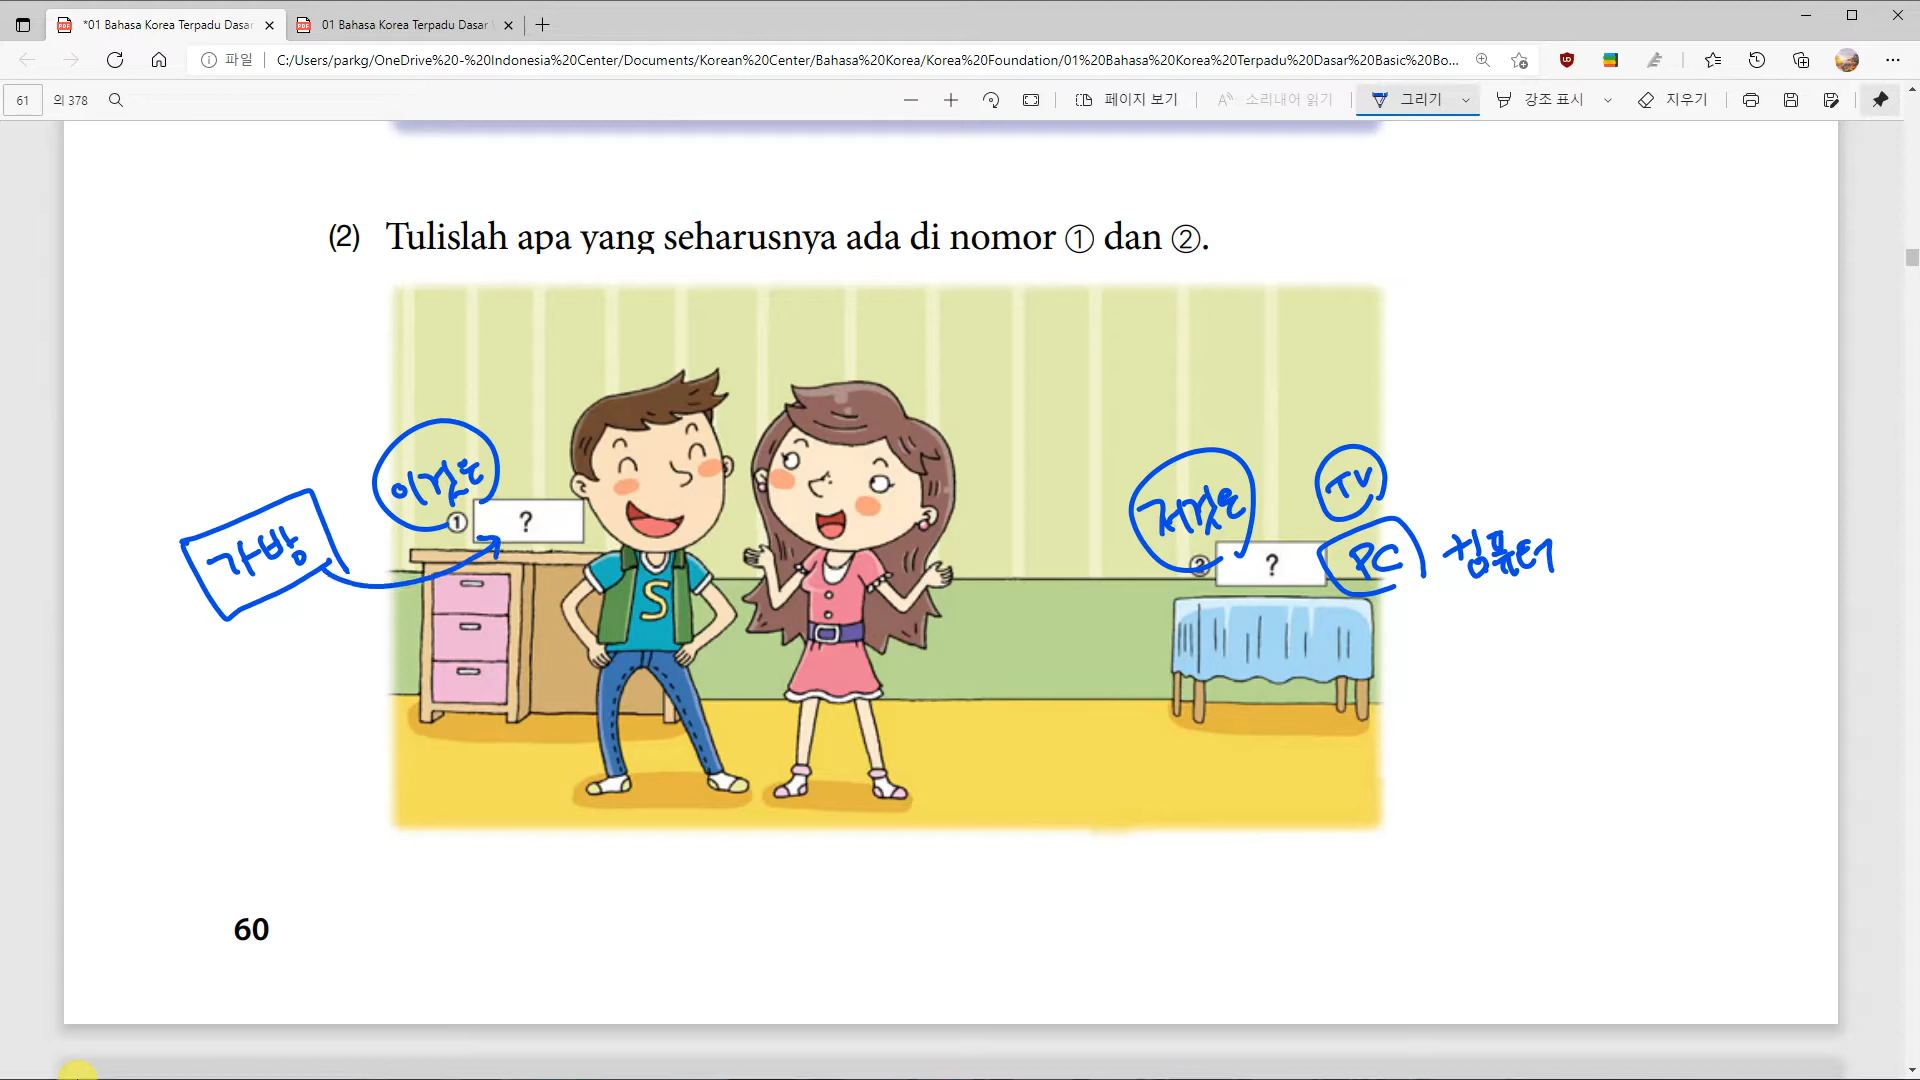 *01 Bahasa Korea Terpadu Dasar
01 Bahasa Korea Terpadu Dasar
파일
C:/Users/parkg/OneDrive%20-%20Indonesia%20Center/Documents/Korean%20Center/Bahasa%20Korea/Korea%20Foundation/01%20Bahasa%20Korea%20Terpadu%20Dasar%20Basic%20Bo...
61 의 378
페이지 보기
소리내어 읽기
그리기
강조 표시
지우기
(2) Tulislah apa yang seharusnya ada di nomor ① dan ②.
이것은
저것은
TV
① ?
가방
② ?
PC
컴퓨터
S
60